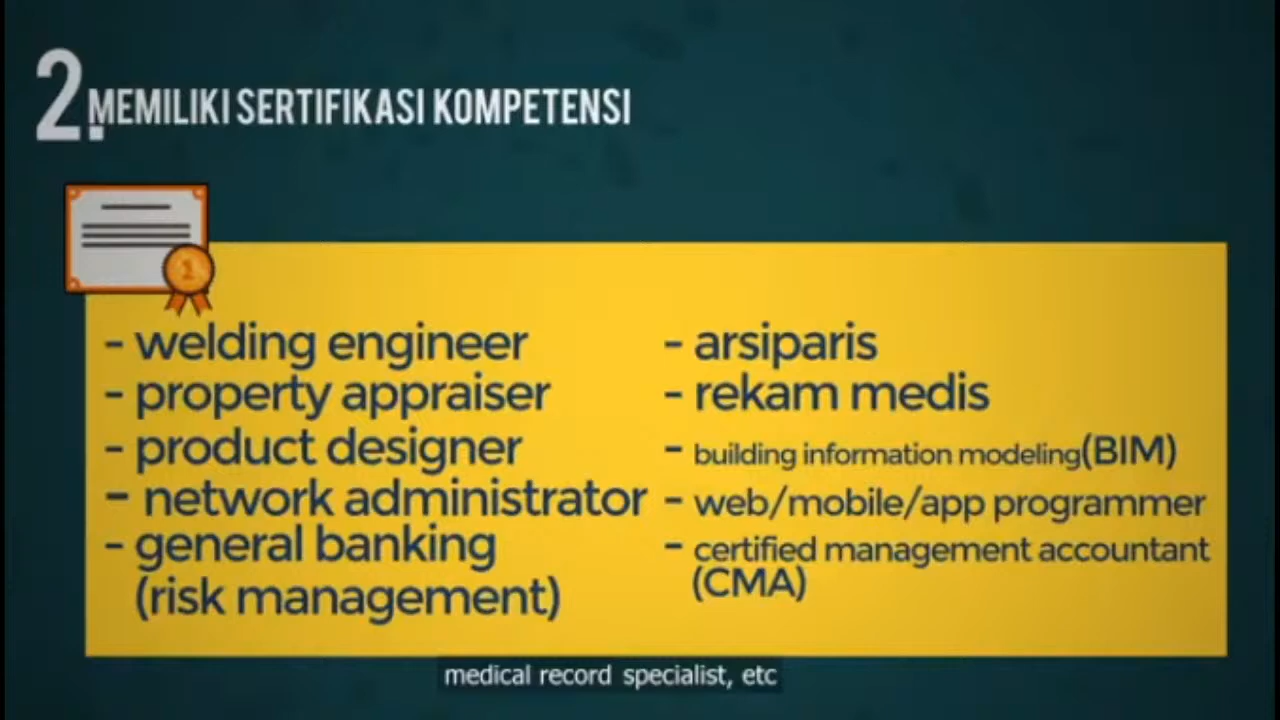 2.
MEMILIKI SERTIFIKASI KOMPETENSI
1
- welding engineer
- property appraiser
- product designer
- network administrator
- general banking
(risk management)
- arsiparis
- rekam medis
- building information modeling(BIM)
- web/mobile/app programmer
- certified management accountant
(CMA)
medical record specialist, etc